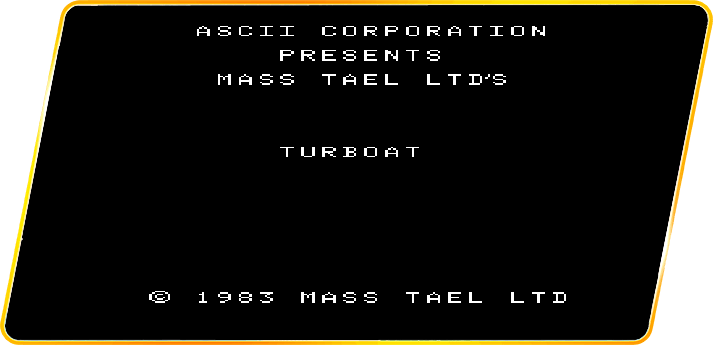 ASCII CORPORATION
PRESENTS
MASS TAEL LTD'S
TURBOAT
© 1983 MASS TAEL LTD